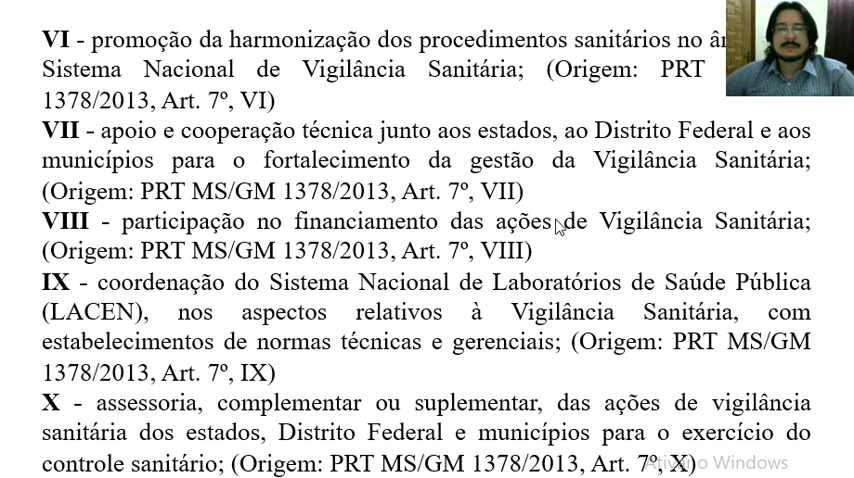 VI - promoção da harmonização dos procedimentos sanitários no
Sistema Nacional de Vigilância Sanitária; (Origem: PRT
1378/2013, Art. 7º, VI)
VII - apoio e cooperação técnica junto aos estados, ao Distrito Federal e aos
municípios para o fortalecimento da gestão da Vigilância Sanitária;
(Origem: PRT MS/GM 1378/2013, Art. 7º, VII)
VIII - participação no financiamento das ações de Vigilância Sanitária;
(Origem: PRT MS/GM 1378/2013, Art. 7º, VIII)
IX - coordenação do Sistema Nacional de Laboratórios de Saúde Pública
(LACEN), nos aspectos relativos à Vigilância Sanitária, com
estabelecimentos de normas técnicas e gerenciais; (Origem: PRT MS/GM
1378/2013, Art. 7º, IX)
X - assessoria, complementar ou suplementar, das ações de vigilância
sanitária dos estados, Distrito Federal e municípios para o exercício do
controle sanitário; (Origem: PRT MS/GM 1378/2013, Art. 7º, X)
Ativar o Windows